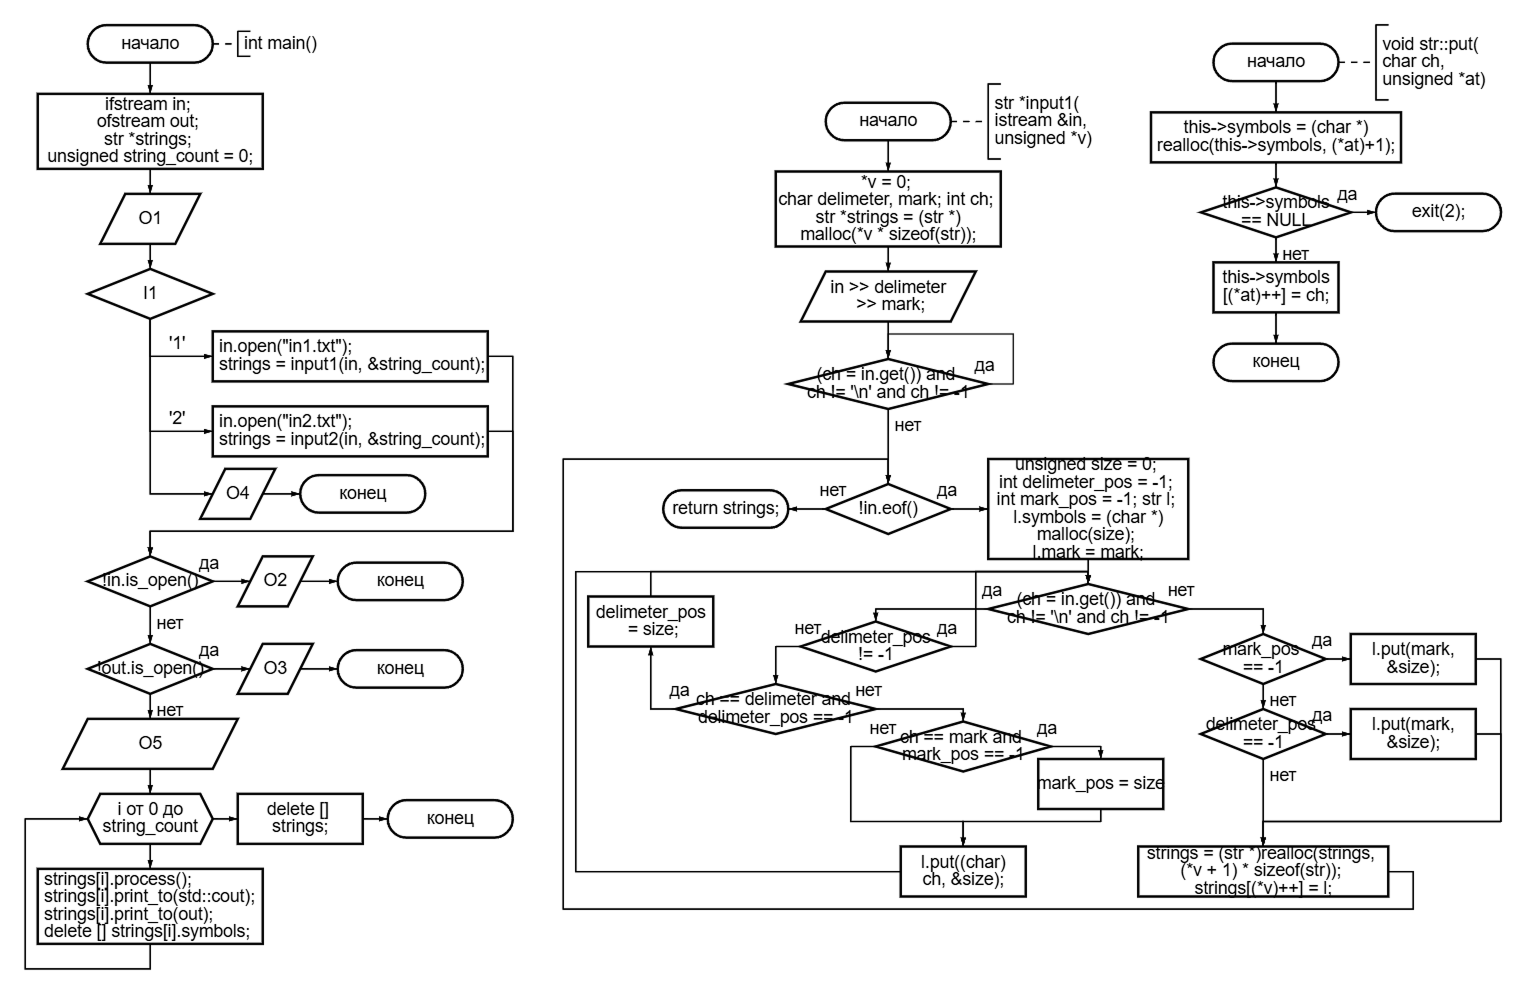 начало
int main()
ifstream in;
ofstream out;
str *strings;
unsigned string_count = 0;
O1
I1
'1'
in.open("in1.txt");
strings = input1(in, &string_count);
'2'
in.open("in2.txt");
strings = input2(in, &string_count);
O4
конец
!in.is_open()
да
O2
конец
нет
!out.is_open()
да
O3
конец
нет
O5
i от 0 до
string_count
delete []
strings;
конец
strings[i].process();
strings[i].print_to(std::cout);
strings[i].print_to(out);
delete [] strings[i].symbols;
начало
str *input1(
istream &in,
unsigned *v)
*v = 0;
char delimeter, mark; int ch;
str *strings = (str *)
malloc(*v * sizeof(str));
in >> delimeter
>> mark;
(ch = in.get()) and
ch != '\n' and ch != -1
да
нет
!in.eof()
нет
return strings;
да
unsigned size = 0;
int delimeter_pos = -1;
int mark_pos = -1; str l;
l.symbols = (char *)
malloc(size);
l.mark = mark;
(ch = in.get()) and
ch != '\n' and ch != -1
да
нет
delimeter_pos
= size;
delimeter_pos
!= -1
нет
да
ch == delimeter and
delimeter_pos == -1
да
нет
ch == mark and
mark_pos == -1
нет
да
mark_pos = size
l.put((char)
ch, &size);
mark_pos
== -1
да
l.put(mark,
&size);
нет
delimeter_pos
== -1
да
l.put(mark,
&size);
нет
strings = (str *)realloc(strings,
(*v + 1) * sizeof(str));
strings[(*v)++] = l;
начало
void str::put(
char ch,
unsigned *at)
this->symbols = (char *)
realloc(this->symbols, (*at)+1);
this->symbols
== NULL
да
exit(2);
нет
this->symbols
[(*at)++] = ch;
конец